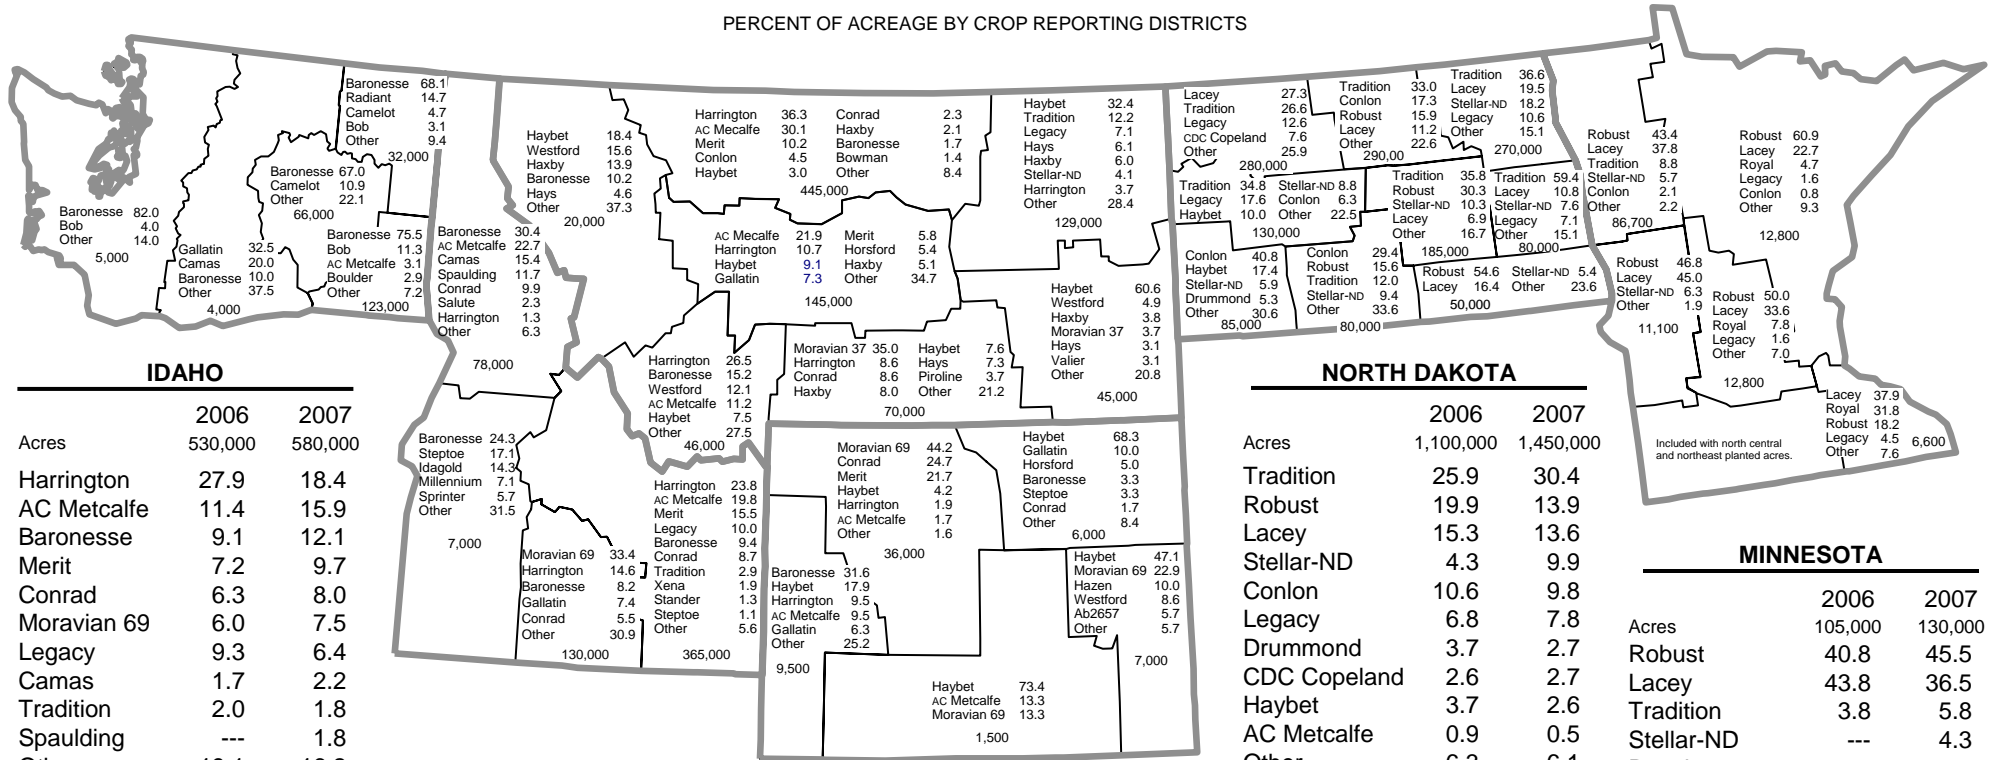 PERCENT OF ACREAGE BY CROP REPORTING DISTRICTS
Baronesse 82.0
Bob 4.0
Other 14.0
5,000
Gallatin 32.5
Camas 20.0
Baronesse 10.0
Other 37.5
4,000
Baronesse 67.0
Camelot 10.9
Other 22.1
66,000
Baronesse 68.1
Radiant 14.7
Camelot 4.7
Bob 3.1
Other 9.4
32,000
Baronesse 75.5
Bob 11.3
AC Metcalfe 3.1
Boulder 2.9
Other 7.2
123,000
Baronesse 30.4
AC Metcalfe 22.7
Camas 15.4
Spaulding 11.7
Conrad 9.9
Salute 2.3
Harrington 1.3
Other 6.3
78,000
Baronesse 24.3
Steptoe 17.1
Idagold 14.3
Millennium 7.1
Sprinter 5.7
Other 31.5
7,000
Moravian 69 33.4
Harrington 14.6
Baronesse 8.2
Gallatin 7.4
Conrad 5.5
Other 30.9
130,000
Harrington 23.8
AC Metcalfe 19.8
Merit 15.5
Legacy 10.0
Baronesse 9.4
Conrad 8.7
Tradition 2.9
Xena 1.9
Stander 1.3
Steptoe 1.1
Other 5.6
365,000
Haybet 18.4
Westford 15.6
Haxby 13.9
Baronesse 10.2
Hays 4.6
Other 37.3
20,000
Harrington 36.3 Conrad 2.3
AC Mecalfe 30.1 Haxby 2.1
Merit 10.2 Baronesse 1.7
Conlon 4.5 Bowman 1.4
Haybet 3.0 Other 8.4
445,000
Haybet 32.4
Tradition 12.2
Legacy 7.1
Hays 6.1
Haxby 6.0
Stellar-ND 4.1
Harrington 3.7
Other 28.4
129,000
AC Mecalfe 21.9 Merit 5.8
Harrington 10.7 Horsford 5.4
Haybet 9.1 Haxby 5.1
Gallatin 7.3 Other 34.7
145,000
Harrington 26.5
Baronesse 15.2
Westford 12.1
AC Metcalfe 11.2
Haybet 7.5
Other 27.5
46,000
Moravian 37 35.0 Haybet 7.6
Harrington 8.6 Hays 7.3
Conrad 8.6 Piroline 3.7
Haxby 8.0 Other 21.2
70,000
Haybet 60.6
Westford 4.9
Haxby 3.8
Moravian 37 3.7
Hays 3.1
Valier 3.1
Other 20.8
45,000
Moravian 69 44.2
Conrad 24.7
Merit 21.7
Haybet 4.2
Harrington 1.9
AC Metcalfe 1.7
Other 1.6
36,000
Haybet 68.3
Gallatin 10.0
Horsford 5.0
Baronesse 3.3
Steptoe 3.3
Conrad 1.7
Other 8.4
6,000
Baronesse 31.6
Haybet 17.9
Harrington 9.5
AC Metcalfe 9.5
Gallatin 6.3
Other 25.2
9,500
Haybet 47.1
Moravian 69 22.9
Hazen 10.0
Westford 8.6
Ab2657 5.7
Other 5.7
7,000
Haybet 73.4
AC Metcalfe 13.3
Moravian 69 13.3
1,500
Lacey 27.3
Tradition 26.6
Legacy 12.6
CDC Copeland 7.6
Other 25.9
280,000
Tradition 33.0
Conlon 17.3
Robust 15.9
Lacey 11.2
Other 22.6
290,00
Tradition 36.6
Lacey 19.5
Stellar-ND 18.2
Legacy 10.6
Other 15.1
270,000
Tradition 34.8 Stellar-ND 8.8
Legacy 17.6 Conlon 6.3
Haybet 10.0 Other 22.5
130,000
Tradition 35.8
Robust 30.3
Stellar-ND 10.3
Lacey 6.9
Other 16.7
185,000
Tradition 59.4
Lacey 10.8
Stellar-ND 7.6
Legacy 7.1
Other 15.1
80,000
Conlon 40.8
Haybet 17.4
Stellar-ND 5.9
Drummond 5.3
Other 30.6
85,000
Conlon 29.4
Robust 15.6
Tradition 12.0
Stellar-ND 9.4
Other 33.6
80,000
Robust 54.6 Stellar-ND 5.4
Lacey 16.4 Other 23.6
50,000
Robust 43.4
Lacey 37.8
Tradition 8.8
Stellar-ND 5.7
Conlon 2.1
Other 2.2
86,700
Robust 60.9
Lacey 22.7
Royal 4.7
Legacy 1.6
Conlon 0.8
Other 9.3
12,800
Robust 46.8
Lacey 45.0
Stellar-ND 6.3
Other 1.9
11,100
Robust 50.0
Lacey 33.6
Royal 7.8
Legacy 1.6
Other 7.0
12,800
Included with north central
and northeast planted acres.
Lacey 37.9
Royal 31.8
Robust 18.2
Legacy 4.5
Other 7.6
6,600
IDAHO
2006 2007
Acres 530,000 580,000
Harrington 27.9 18.4
AC Metcalfe 11.4 15.9
Baronesse 9.1 12.1
Merit 7.2 9.7
Conrad 6.3 8.0
Moravian 69 6.0 7.5
Legacy 9.3 6.4
Camas 1.7 2.2
Tradition 2.0 1.8
Spaulding --- 1.8
NORTH DAKOTA
2006 2007
Acres 1,100,000 1,450,000
Tradition 25.9 30.4
Robust 19.9 13.9
Lacey 15.3 13.6
Stellar-ND 4.3 9.9
Conlon 10.6 9.8
Legacy 6.8 7.8
Drummond 3.7 2.7
CDC Copeland 2.6 2.7
Haybet 3.7 2.6
AC Metcalfe 0.9 0.5
Other 6.3 6.1
MINNESOTA
2006 2007
Acres 105,000 130,000
Robust 40.8 45.5
Lacey 43.8 36.5
Tradition 3.8 5.8
Stellar-ND --- 4.3